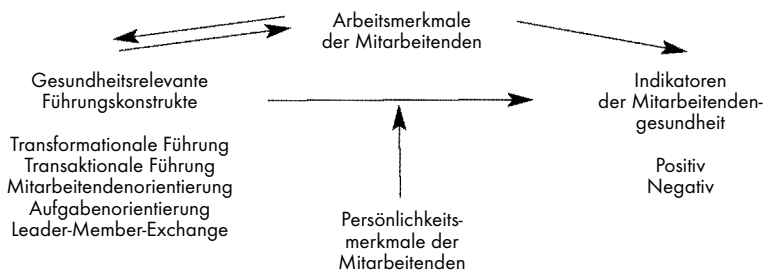 Arbeitsmerkmale
der Mitarbeitenden
Gesundheitsrelevante
Führungskonstrukte
Transformationale Führung
Transaktionale Führung
Mitarbeitendenorientierung
Aufgabenorientierung
Leader-Member-Exchange
Indikatoren
der Mitarbeitenden-
gesundheit
Positiv
Negativ
Persönlichkeits-
merkmale der
Mitarbeitenden